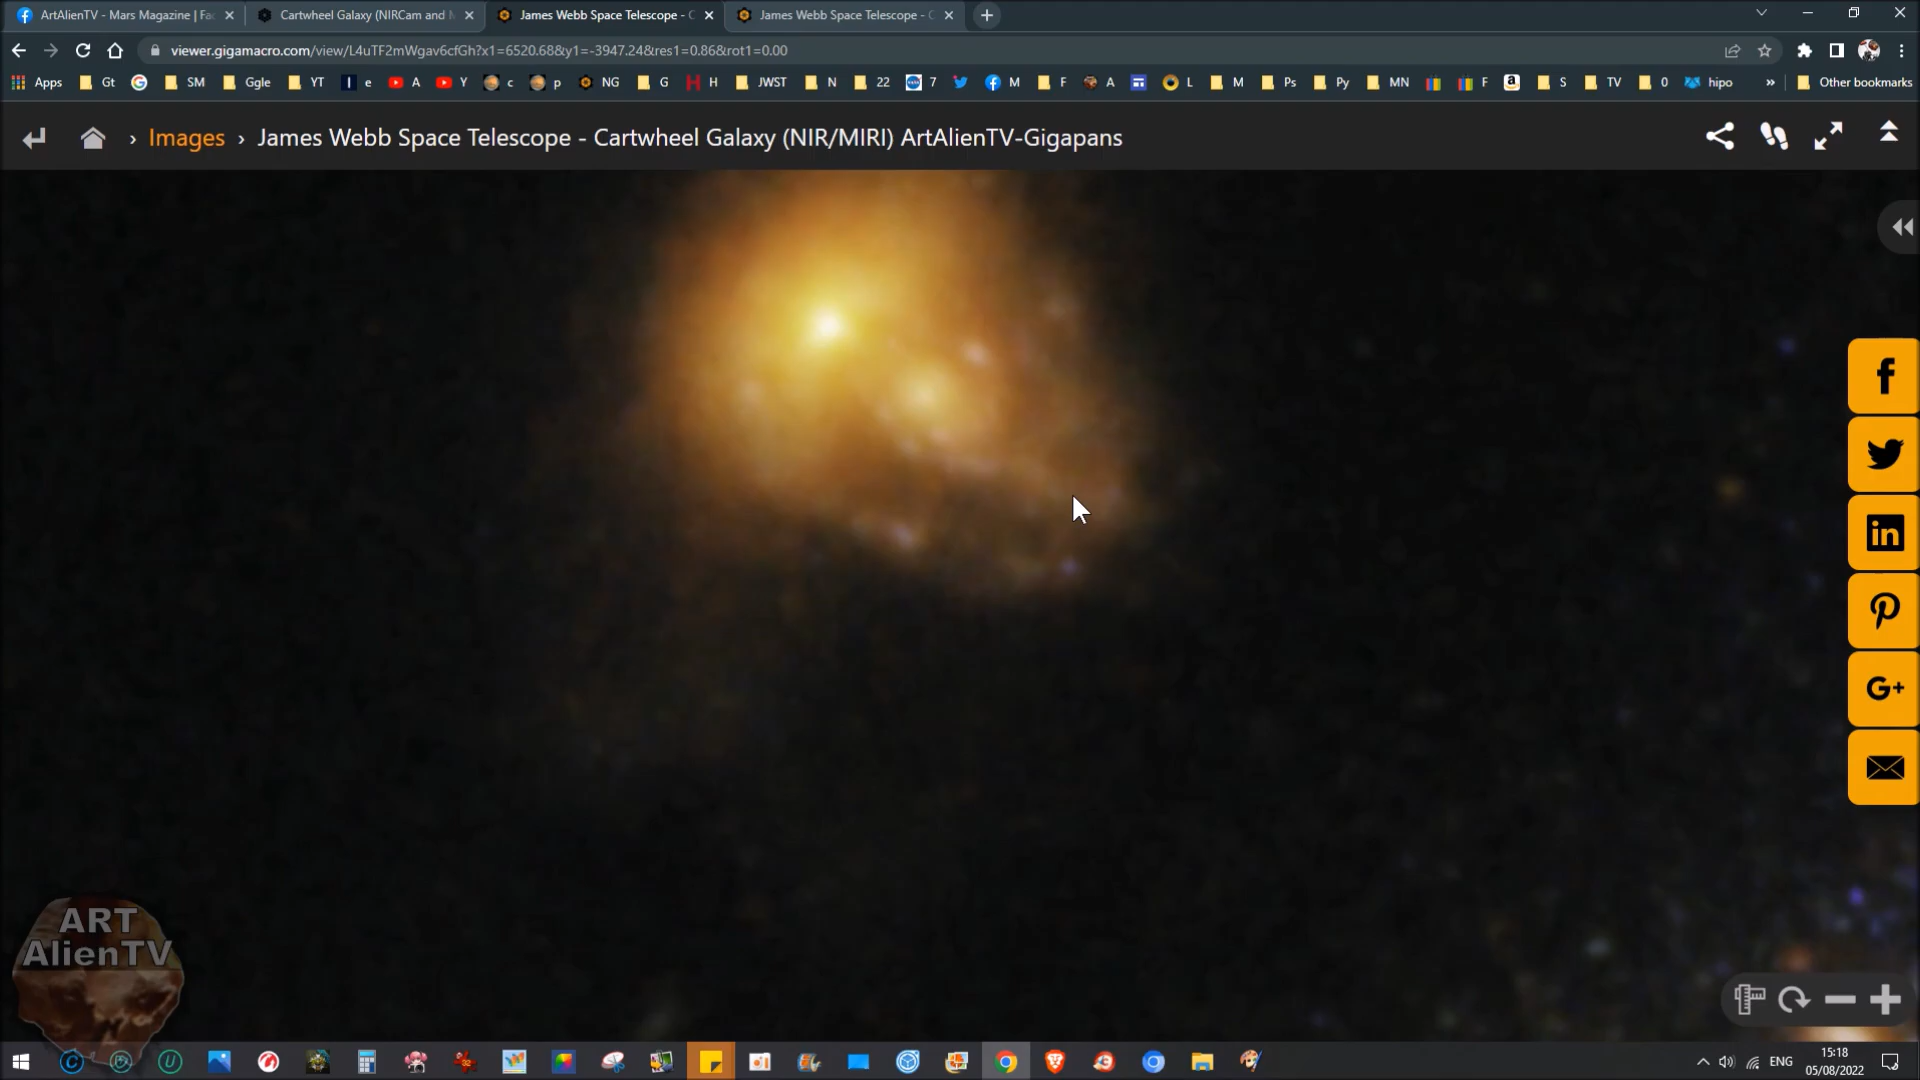 ArtAlienTV - Mars Magazine | Fac
Cartwheel Galaxy (NIRCam and M
James Webb Space Telescope - C
James Webb Space Telescope - C
viewer.gigamacro.com/view/L4uTF2mWgav6cfGh?x1=6520.68&y1=-3947.24&res1=0.86&rot1=0.00
Apps Gt SM Ggle YT e A Y c p NG G H JWST N 22 7 M F A L M Ps Py MN F S TV 0 hipo » Other bookmarks
› Images › James Webb Space Telescope - Cartwheel Galaxy (NIR/MIRI) ArtAlienTV-Gigapans
f
in
G+
ART
AlienTV
ENG
15:18
05/08/2022